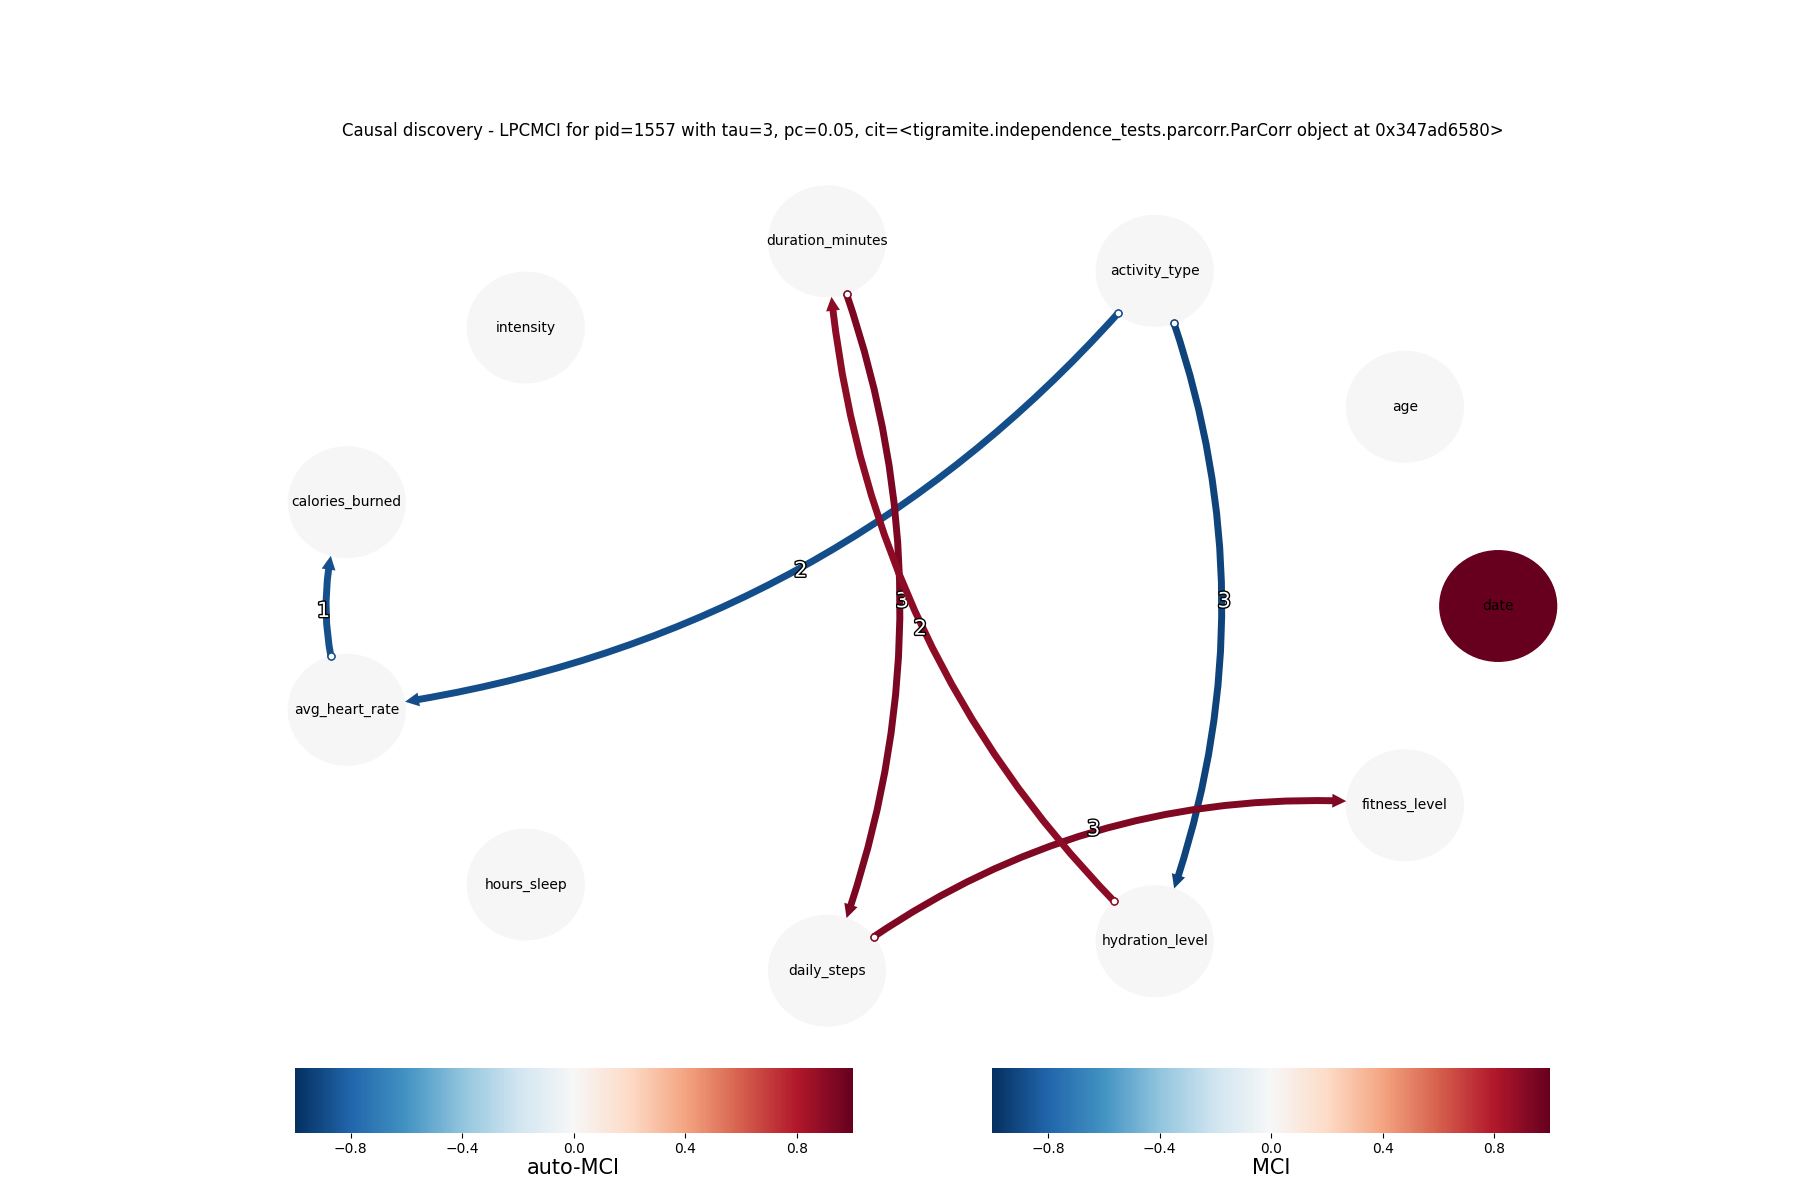 Causal discovery - LPCMCI for pid=1557 with tau=3, pc=0.05, cit=<tigramite.independence_tests.parcorr.ParCorr object at 0x347ad6580>
duration_minutes
activity_type
intensity
age
calories_burned
2
3
3
date
1
2
avg_heart_rate
fitness_level
3
hours_sleep
hydration_level
daily_steps
−0.8 −0.4 0.0 0.4 0.8
auto-MCI
−0.8 −0.4 0.0 0.4 0.8
MCI